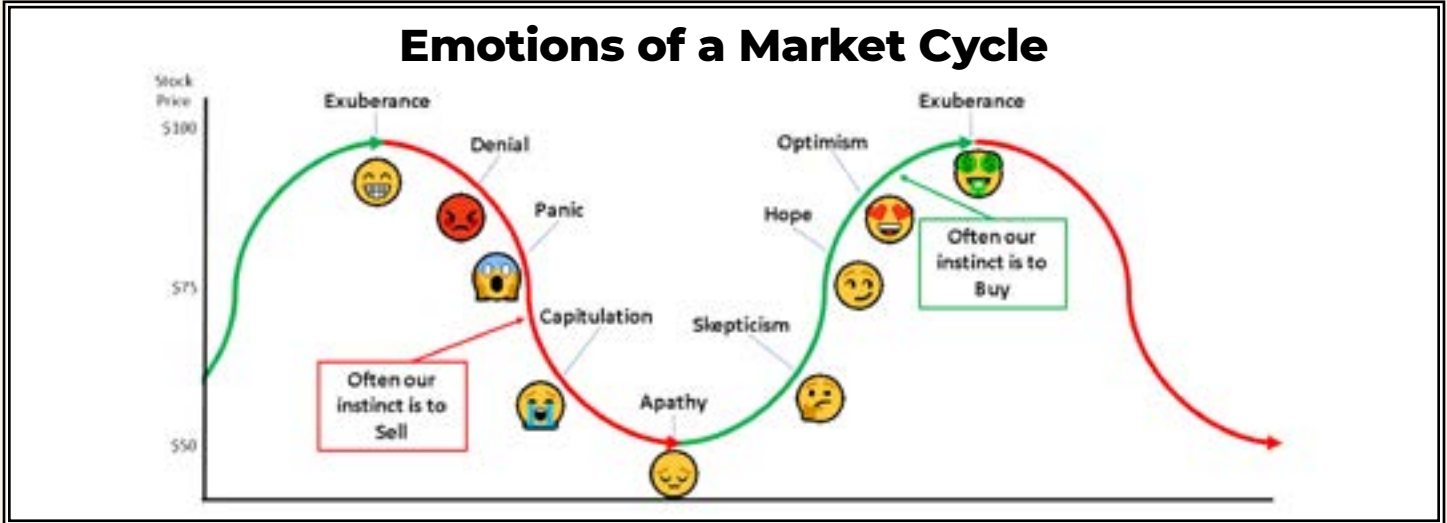 Emotions of a Market Cycle
Stock
Price
$100
$75
$50
Exuberance
Denial
Panic
Capitulation
Often our
instinct is to
Sell
Apathy
Skepticism
Hope
Optimism
Exuberance
Often our
instinct is to
Buy